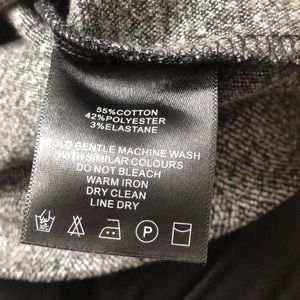 55%COTTON
42%POLYESTER
3%ELASTANE
OLD GENTLE MACHINE WASH
WITH SIMILAR COLOURS
DO NOT BLEACH
WARM IRON
DRY CLEAN
LINE DRY
P